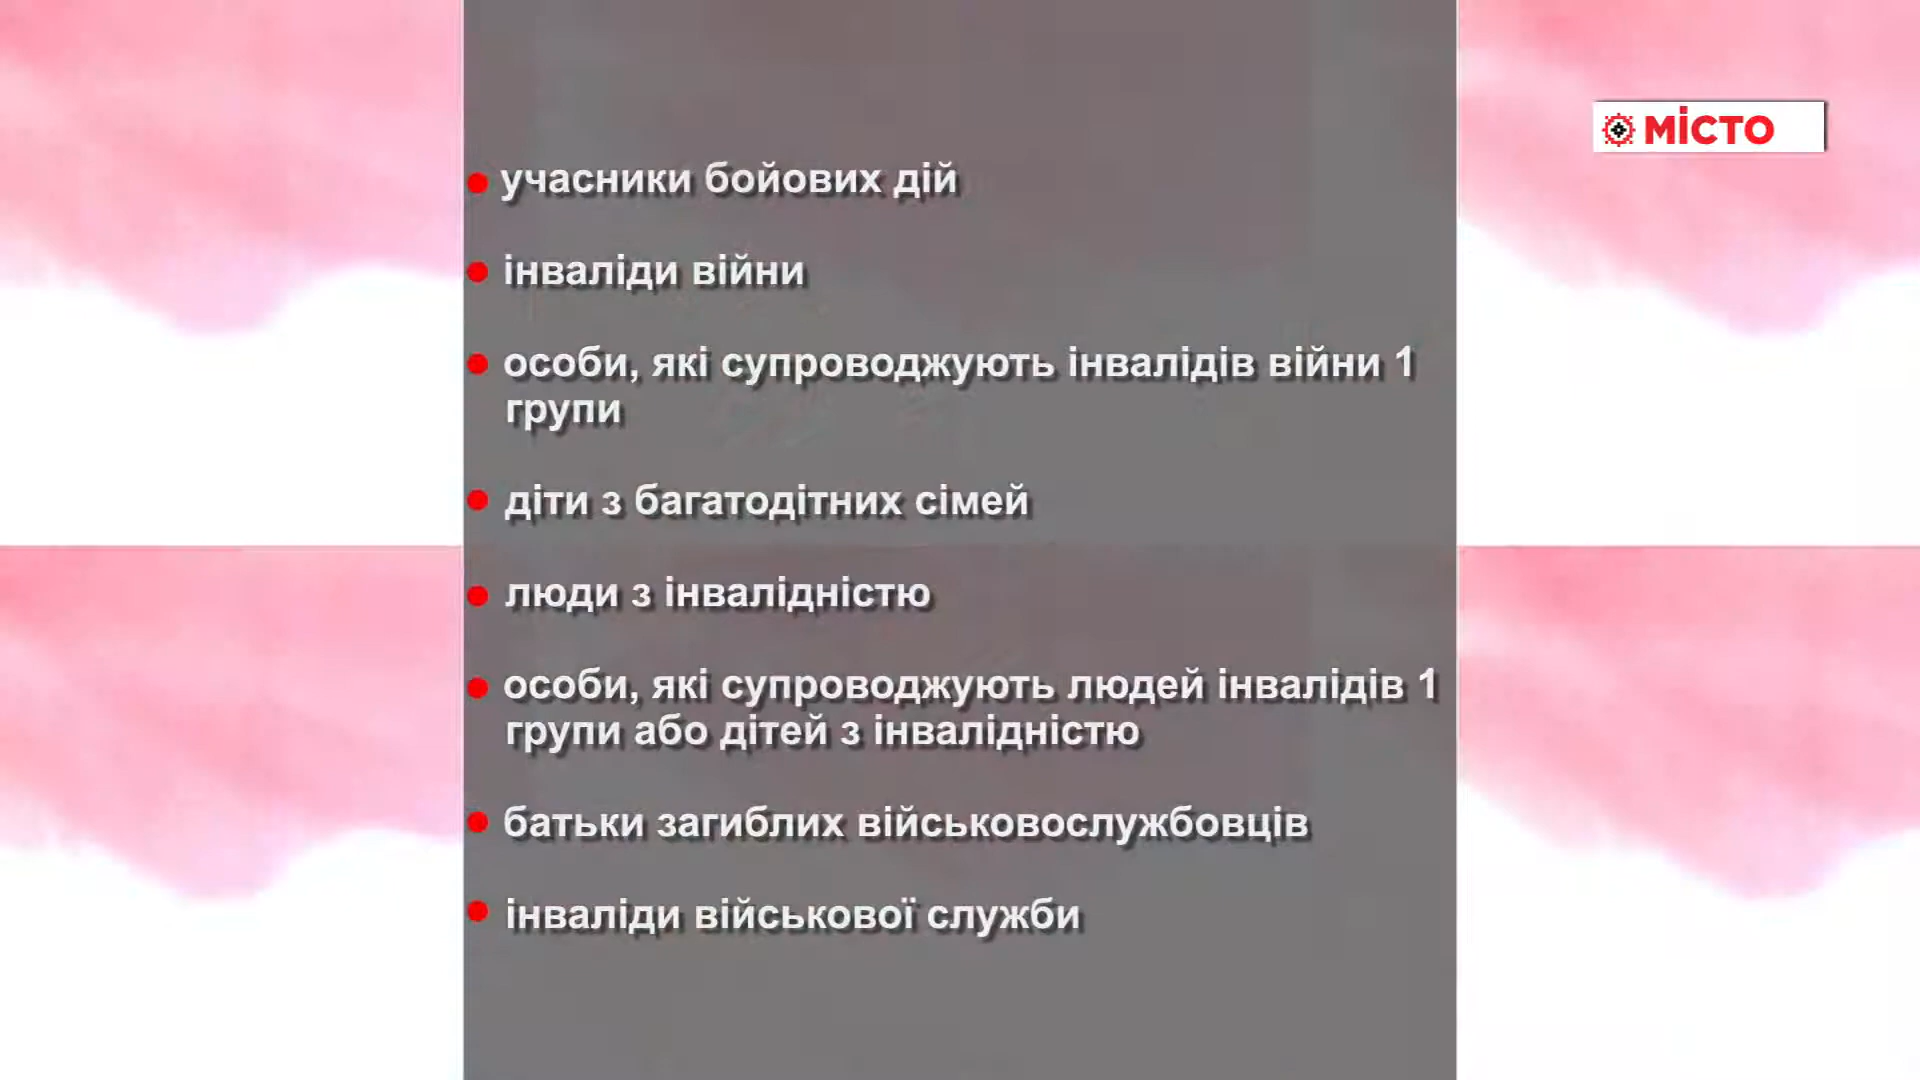 МІСТО
учасники бойових дій
інваліди війни
особи, які супроводжують інвалідів війни 1
групи
діти з багатодітних сімей
люди з інвалідністю
особи, які супроводжують людей інвалідів 1
групи або дітей з інвалідністю
батьки загиблих військовослужбовців
інваліди військової служби